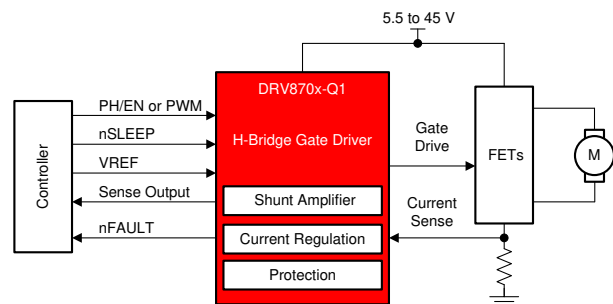 5.5 to 45 V
Controller
PH/EN or PWM
nSLEEP
VREF
Sense Output
nFAULT
DRV870x-Q1
H-Bridge Gate Driver
Shunt Amplifier
Current Regulation
Protection
Gate
Drive
Current
Sense
FETs
M